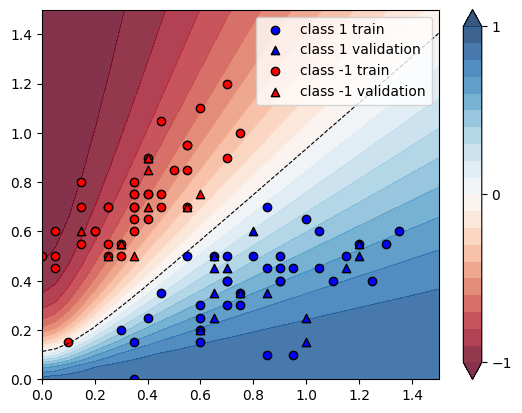 class 1 train
class 1 validation
class -1 train
class -1 validation
1.4
1.2
1.0
0.8
0.6
0.4
0.2
0.0
0.0 0.2 0.4 0.6 0.8 1.0 1.2 1.4
1
0
−1